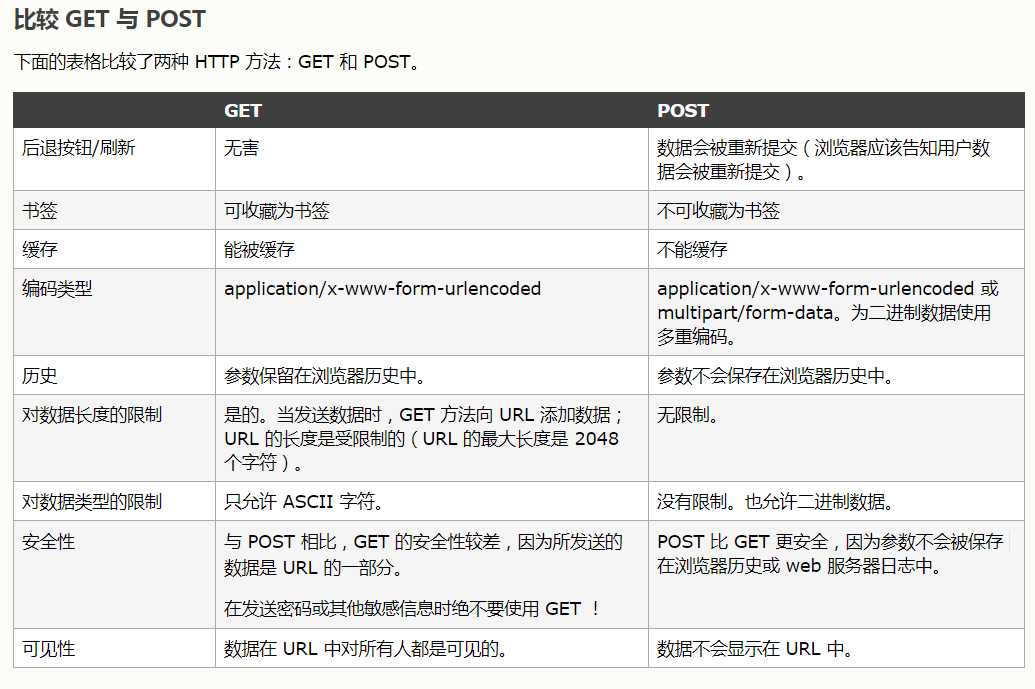 比较 GET 与 POST
下面的表格比较了两种 HTTP 方法：GET 和 POST。
GET POST
后退按钮/刷新 无害 数据会被重新提交（浏览器应该告知用户数
据会被重新提交）。
书签 可收藏为书签 不可收藏为书签
缓存 能被缓存 不能缓存
编码类型 application/x-www-form-urlencoded application/x-www-form-urlencoded 或
multipart/form-data。为二进制数据使用
多重编码。
历史 参数保留在浏览器历史中。 参数不会保存在浏览器历史中。
对数据长度的限制 是的。当发送数据时，GET 方法向 URL 添加数据； 无限制。
URL 的长度是受限制的（URL 的最大长度是 2048
个字符）。
对数据类型的限制 只允许 ASCII 字符。 没有限制。也允许二进制数据。
安全性 与 POST 相比，GET 的安全性较差，因为所发送的 POST 比 GET 更安全，因为参数不会被保存
数据是 URL 的一部分。 在浏览器历史或 web 服务器日志中。
在发送密码或其他敏感信息时绝不要使用 GET ！
可见性 数据在 URL 中对所有人都是可见的。 数据不会显示在 URL 中。